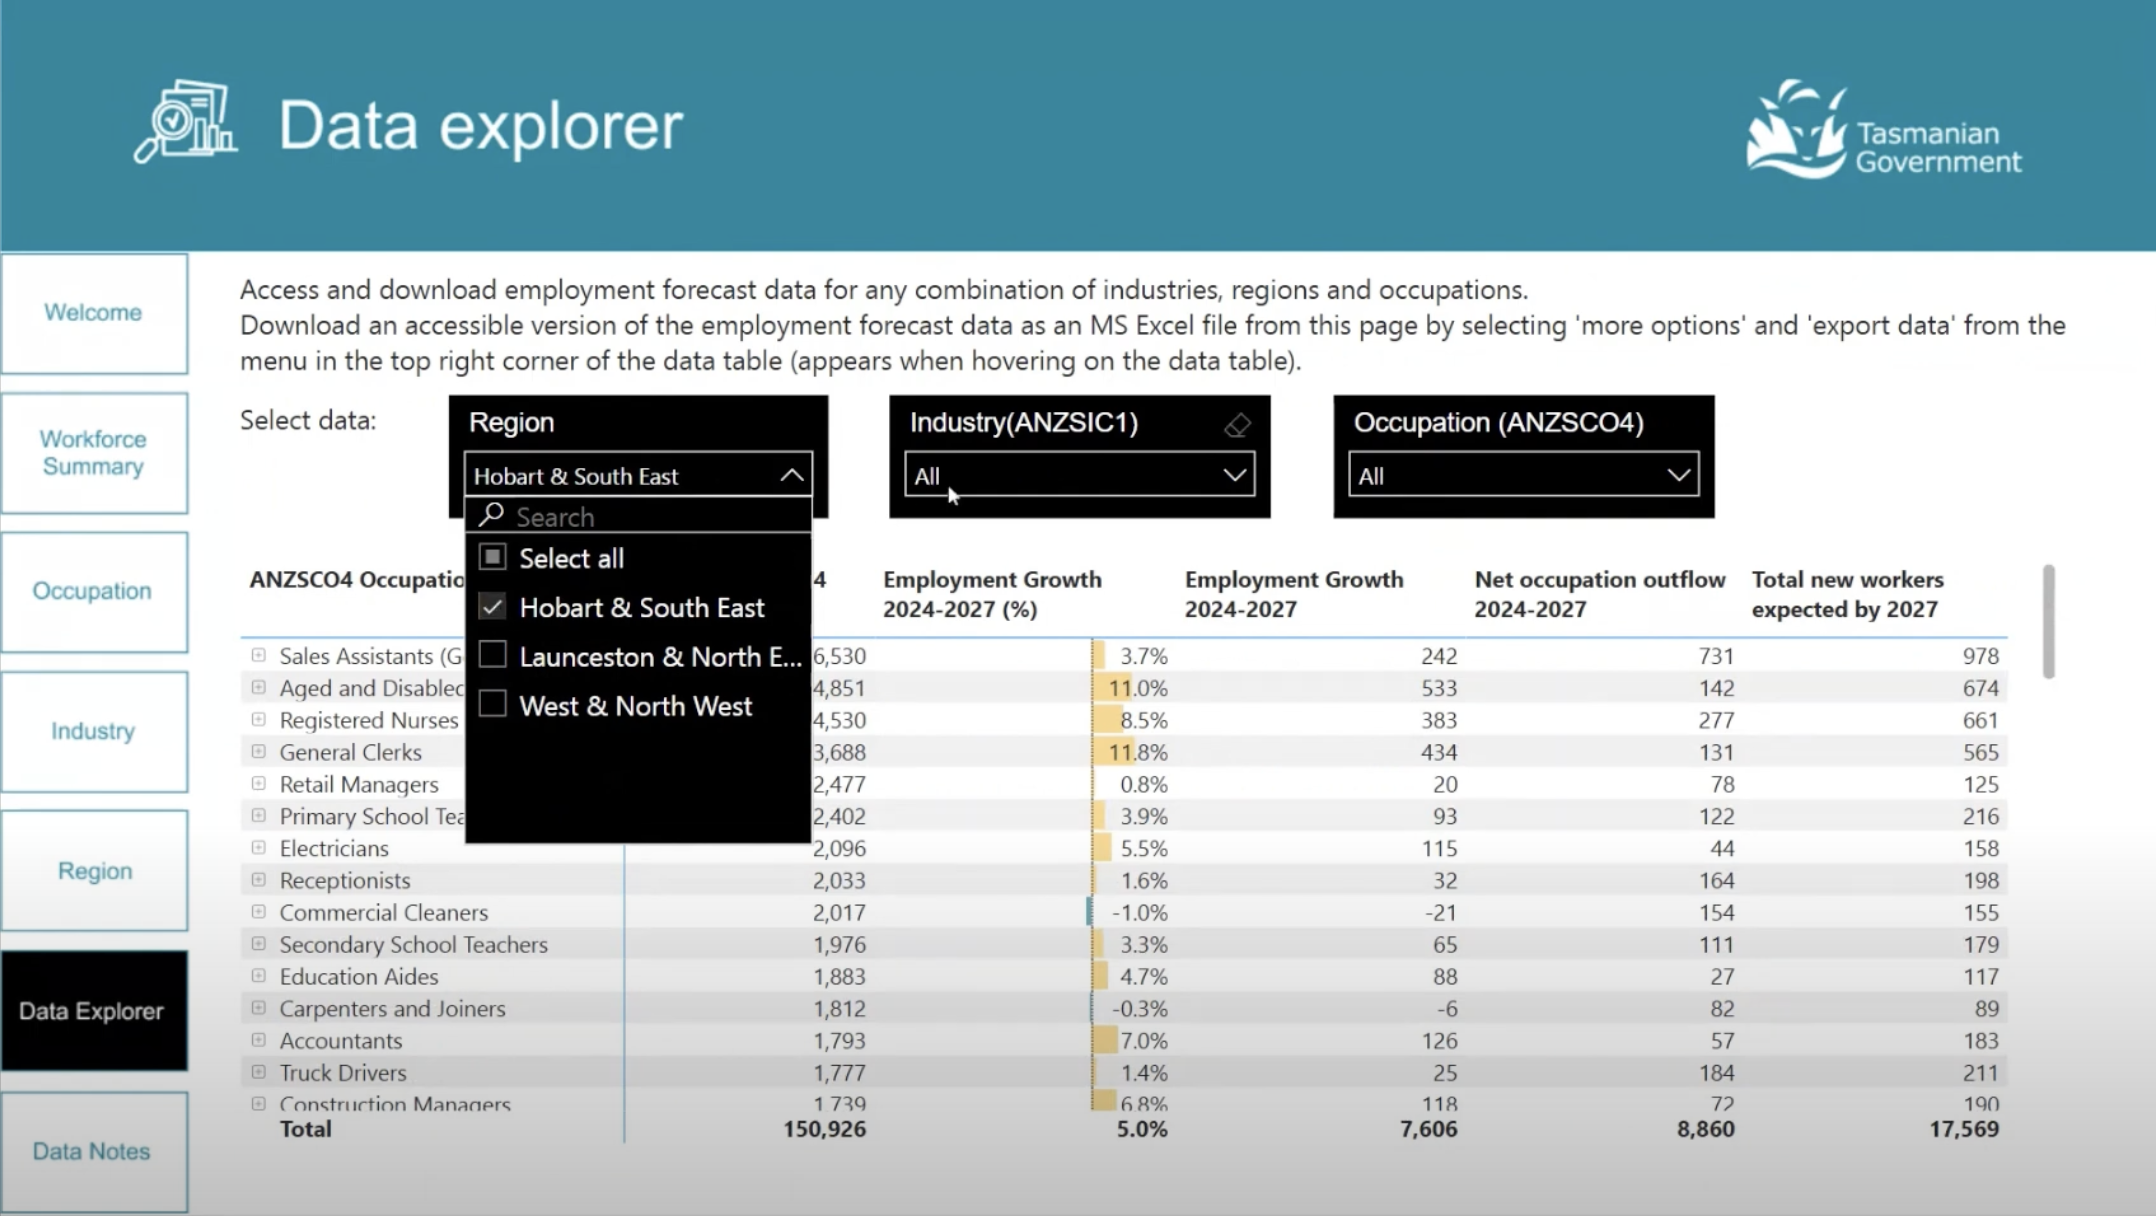 Data explorer
Tasmanian
Government
Welcome
Workforce
Summary
Occupation
Industry
Region
Data Explorer
Data Notes
Access and download employment forecast data for any combination of industries, regions and occupations.
Download an accessible version of the employment forecast data as an MS Excel file from this page by selecting 'more options' and 'export data' from the
menu in the top right corner of the data table (appears when hovering on the data table).
Select data:
Region
Hobart & South East
Search
Select all
Hobart & South East
Launceston & North E...
West & North West
Industry(ANZSIC1)
All
Occupation (ANZSCO4)
All
ANZSCO4 Occupatio 4 Employment Growth 2024-2027 (%) Employment Growth 2024-2027 Net occupation outflow 2024-2027 Total new workers expected by 2027
Sales Assistants (G 6,530 3.7% 242 731 978
Aged and Disabled 4,851 11.0% 533 142 674
Registered Nurses 4,530 8.5% 383 277 661
General Clerks 3,688 11.8% 434 131 565
Retail Managers 2,477 0.8% 20 78 125
Primary School Tea 2,402 3.9% 93 122 216
Electricians 2,096 5.5% 115 44 158
Receptionists 2,033 1.6% 32 164 198
Commercial Cleaners 2,017 -1.0% -21 154 155
Secondary School Teachers 1,976 3.3% 65 111 179
Education Aides 1,883 4.7% 88 27 117
Carpenters and Joiners 1,812 -0.3% -6 82 89
Accountants 1,793 7.0% 126 57 183
Truck Drivers 1,777 1.4% 25 184 211
Construction Managers 1,739 6.8% 118 72 190
Total 150,926 5.0% 7,606 8,860 17,569